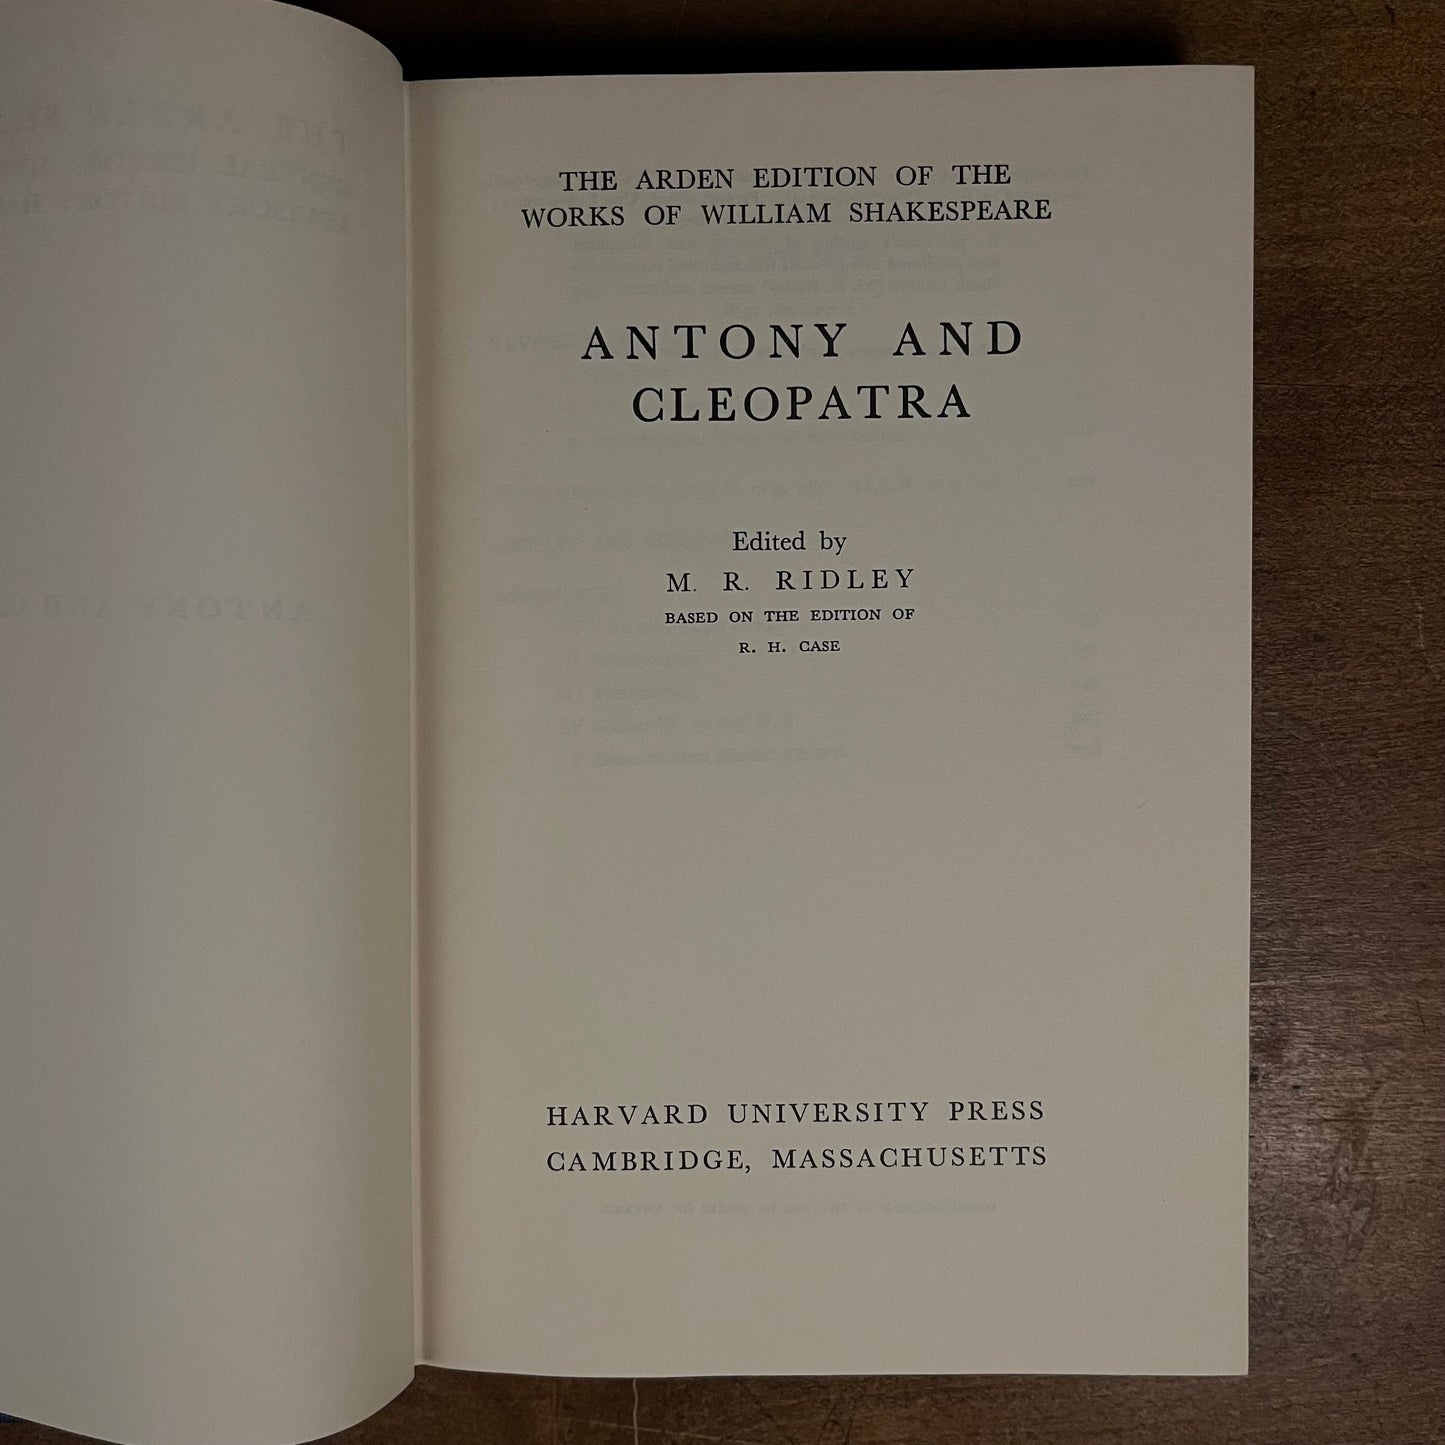 THE ARDEN EDITION OF THE
WORKS OF WILLIAM SHAKESPEARE
ANTONY AND
CLEOPATRA
Edited by
M. R. RIDLEY
BASED ON THE EDITION OF
R. H. CASE
HARVARD UNIVERSITY PRESS
CAMBRIDGE, MASSACHUSETTS